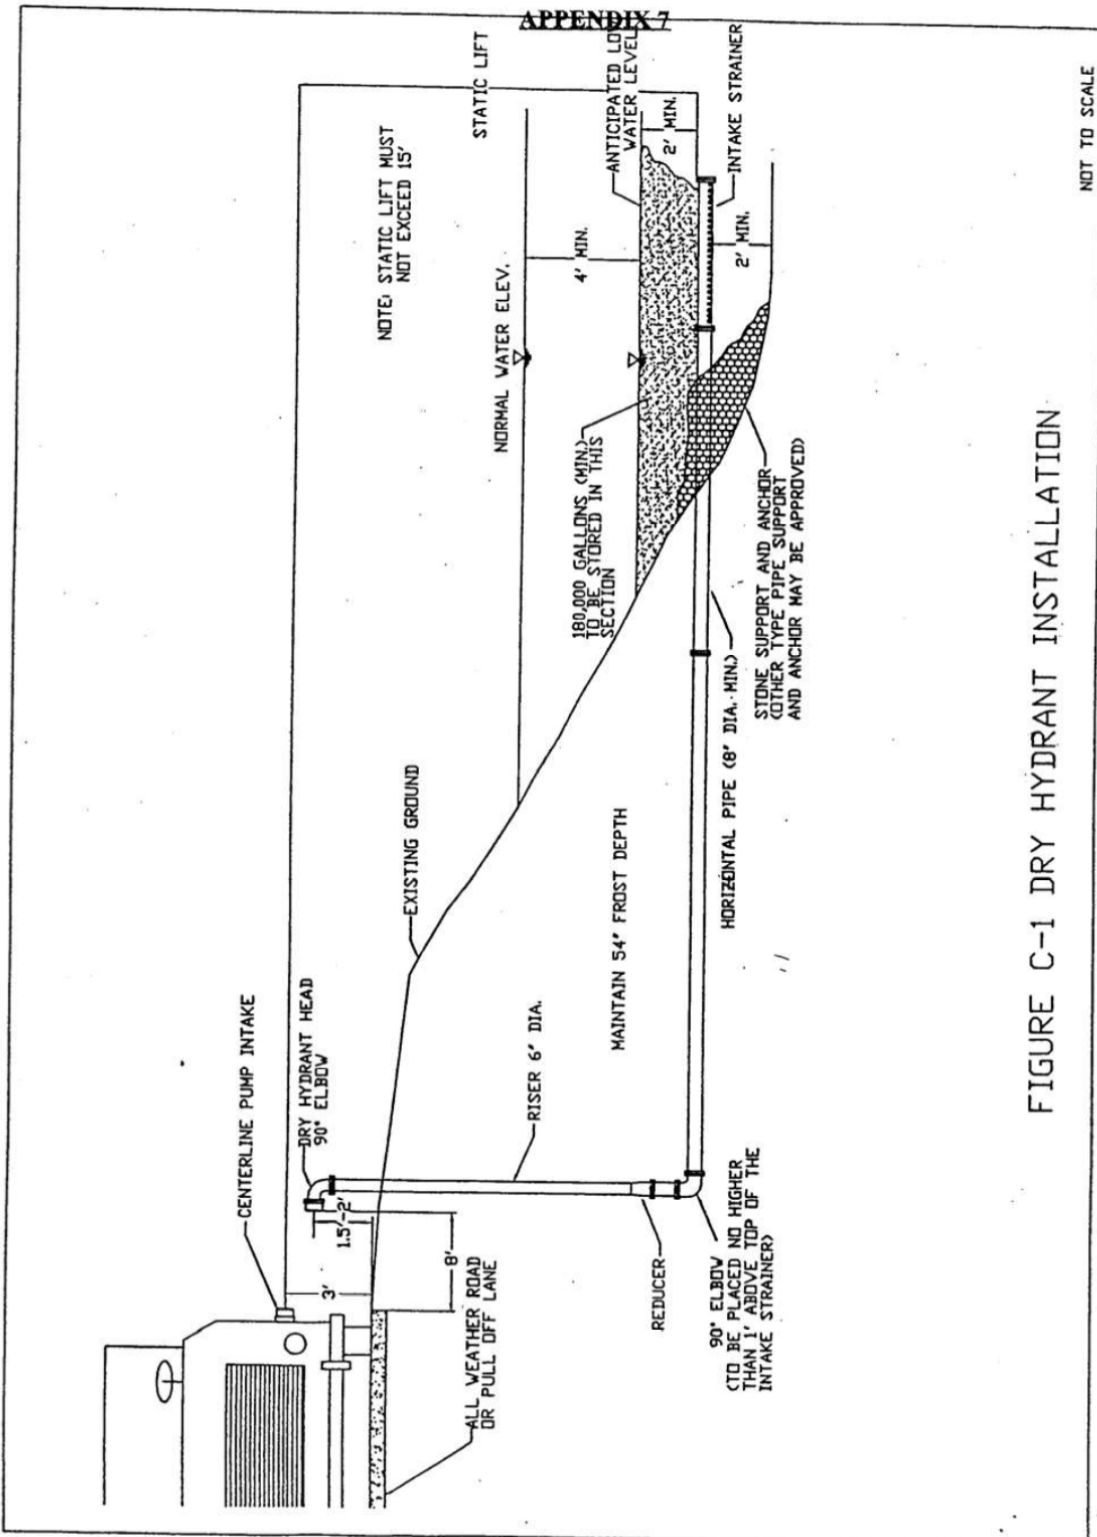 APPENDIX 7
STATIC LIFT
NOTE: STATIC LIFT MUST
NOT EXCEED 15'
NORMAL WATER ELEV.
ANTICIPATED LOW
WATER LEVEL
4' MIN.
2' MIN.
INTAKE STRAINER
2' MIN.
180,000 GALLONS (MIN.)
TO BE STORED IN THIS
SECTION
STONE SUPPORT AND ANCHOR
(OTHER TYPE PIPE SUPPORT
AND ANCHOR MAY BE APPROVED)
EXISTING GROUND
MAINTAIN 54' FROST DEPTH
HORIZONTAL PIPE (8' DIA. MIN.)
CENTERLINE PUMP INTAKE
DRY HYDRANT HEAD
90° ELBOW
RISER 6' DIA.
1.5'-2'
3'
8'
ALL WEATHER ROAD
OR PULL OFF LANE
REDUCER
90° ELBOW
(TO BE PLACED NO HIGHER
THAN 1' ABOVE TOP OF THE
INTAKE STRAINER)
FIGURE C-1 DRY HYDRANT INSTALLATION
NOT TO SCALE